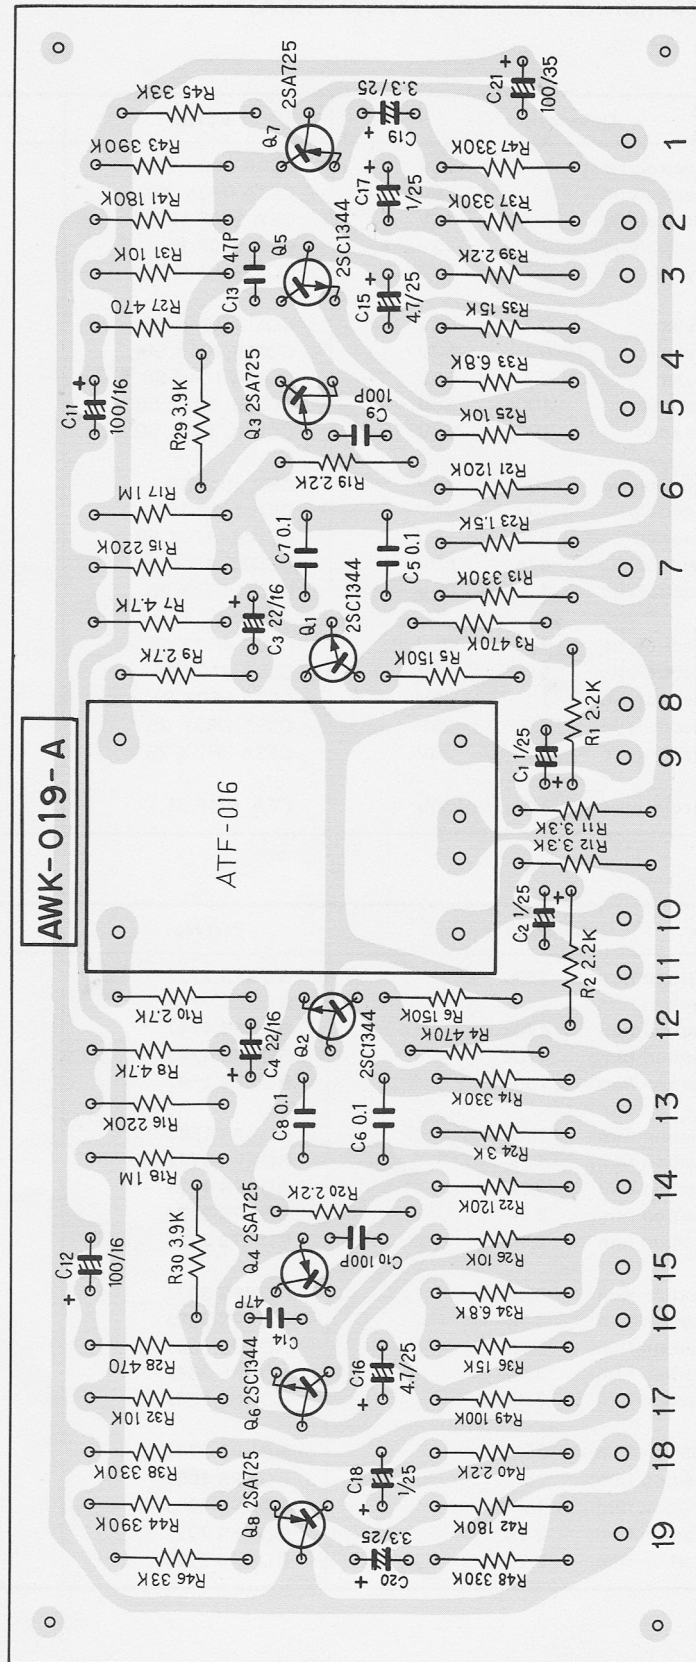 R45 33K
R43 390K
R41 180K
R31 10K
R27 470
C11
100/16
R29 3.9K
R17 1M
R15 220K
R7 4.7K
R9 2.7K
2SA725
Q7
3.3/25
C19
C17
1/25
C21
100/35
47P
C13
Q5
2SC1344
C15
4.7/25
Q3 2SA725
100P
C9
R19 2.2K
C7 0.1
C5 0.1
C3 22/16
Q1
2SC1344
R47 330K
R37 330K
R39 2.2K
R35 15K
R33 6.8K
R25 10K
R21 120K
R23 1.5K
R13 330K
R3 470K
R5 150K
1
2
3
4
5
6
7
8
9
AWK-019-A
ATF-016
C1 1/25
R1 2.2K
R11 3.3K
R12 3.3K
C2 1/25
R2 2.2K
R10 2.7K
R8 4.7K
R16 220K
R18 1M
R30 3.9K
C12
100/16
R28 470
R32 10K
R38 330K
R44 390K
R46 33K
C4 22/16
Q2
2SC1344
C8 0.1
C6 0.1
R20 2.2K
Q4 2SA725
C10 100P
47P
C14
Q6 2SC1344
C16
4.7/25
Q8 2SA725
C18
1/25
3.3/25
C20
R6 150K
R4 470K
R14 330K
R24 3K
R22 120K
R26 10K
R34 6.8K
R36 15K
R49 100K
R40 2.2K
R42 180K
R48 330K
10
11
12
13
14
15
16
17
18
19